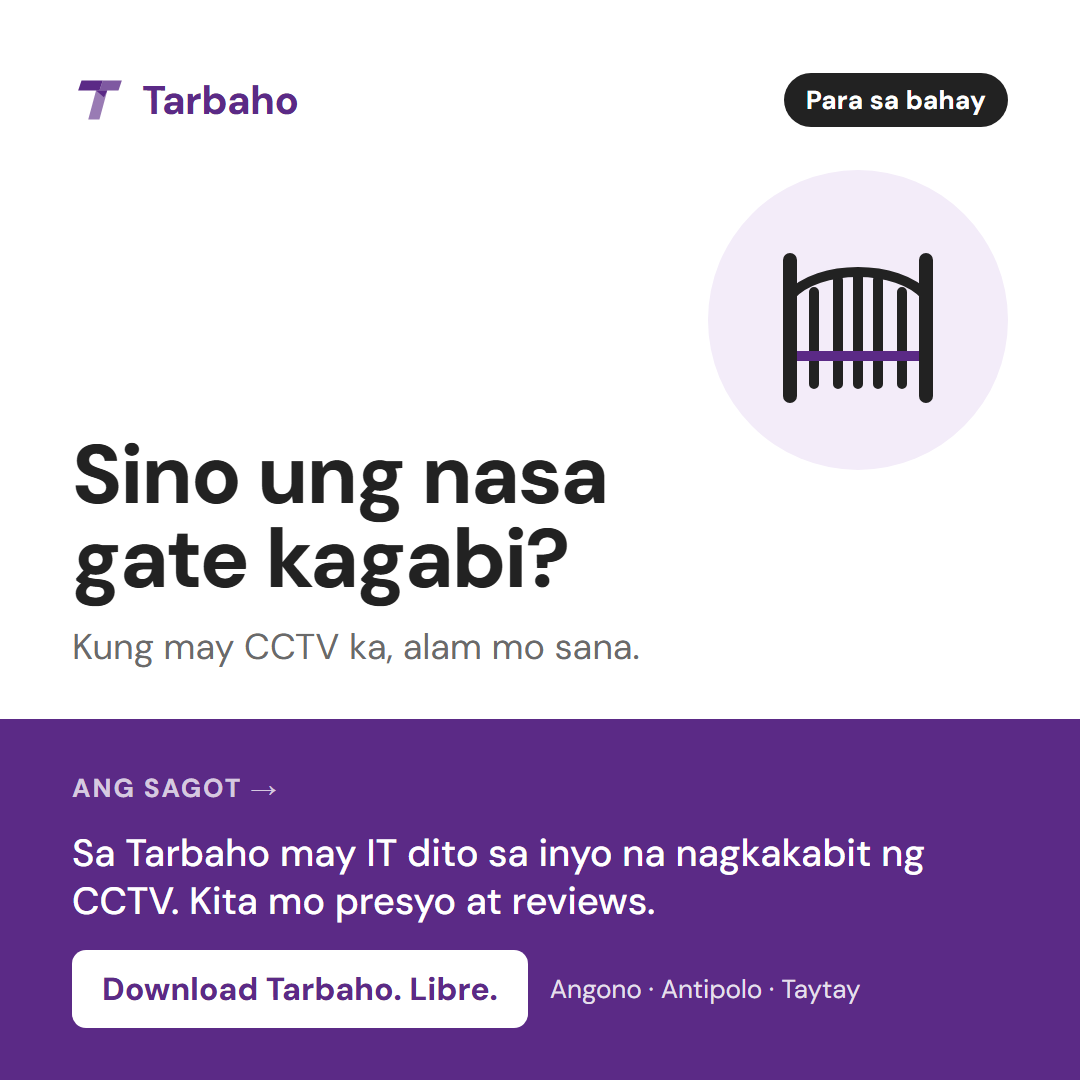 Tarbaho
Para sa bahay
Sino ung nasa
gate kagabi?
Kung may CCTV ka, alam mo sana.
ANG SAGOT →
Sa Tarbaho may IT dito sa inyo na nagkakabit ng
CCTV. Kita mo presyo at reviews.
Download Tarbaho. Libre.
Angono · Antipolo · Taytay